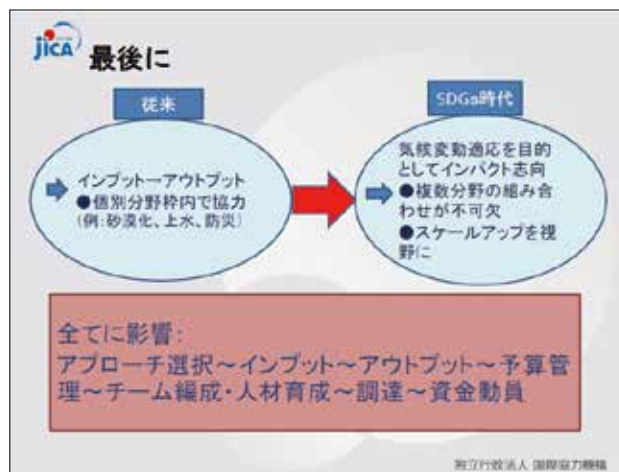 jICA 最後に
従来
インプット→アウトプット
●個別分野枠内で協力
(例:砂漠化、上水、防災)
SDGs時代
気候変動適応を目的
としてインパクト志向
●複数分野の組み合
わせが不可欠
●スケールアップを視
野に
全てに影響:
アプローチ選択~インプット~アウトプット~予算管
理~チーム編成・人材育成~調達~資金動員
独立行政法人 国際協力機構